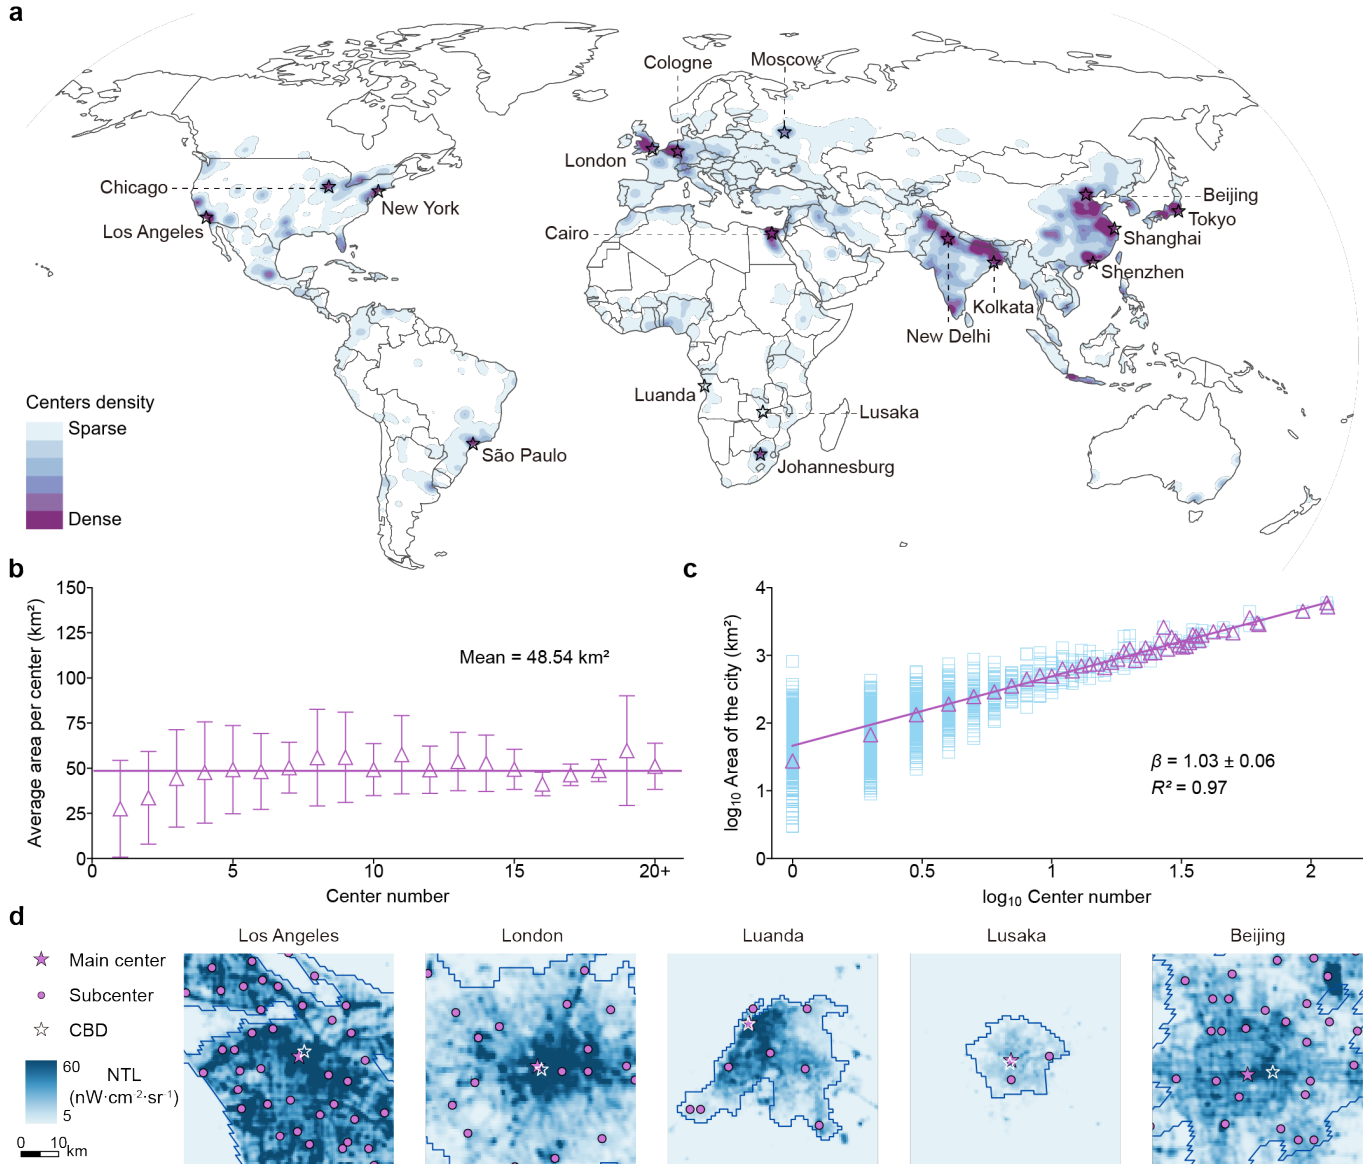 a
Cologne
Moscow
London
Chicago
New York
Los Angeles
Cairo
Beijing
Tokyo
Shanghai
Shenzhen
Kolkata
New Delhi
Luanda
Lusaka
São Paulo
Johannesburg
Centers density
Sparse
Dense
b
Average area per center (km²)
150
125
100
75
50
25
0
Mean = 48.54 km²
0 5 10 15 20+
Center number
c
log₁₀ Area of the city (km²)
4
3
2
1
0
β = 1.03 ± 0.06
R² = 0.97
0 0.5 1 1.5 2
log₁₀ Center number
d
Los Angeles London Luanda Lusaka Beijing
Main center
Subcenter
CBD
60
NTL
(nW·cm⁻²·sr⁻¹)
5
0 10 km